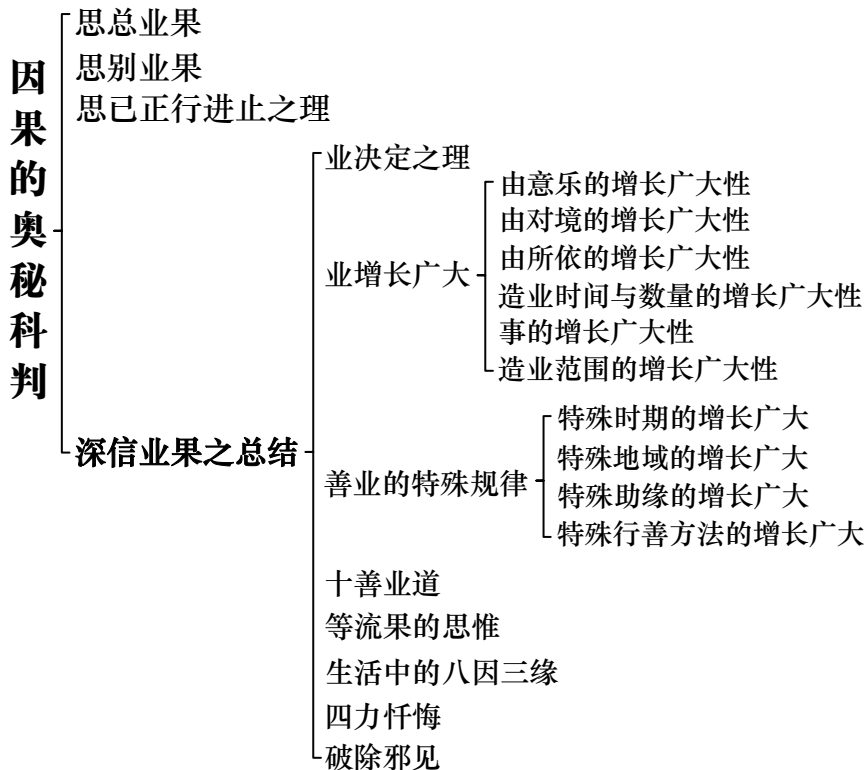 因果的奥秘科判
思总业果
思别业果
思已正行进止之理
深信业果之总结
业决定之理
业增长广大
由意乐的增长广大性
由对境的增长广大性
由所依的增长广大性
造业时间与数量的增长广大性
事的增长广大性
造业范围的增长广大性
善业的特殊规律
特殊时期的增长广大
特殊地域的增长广大
特殊助缘的增长广大
特殊行善方法的增长广大
十善业道
等流果的思惟
生活中的八因三缘
四力忏悔
破除邪见